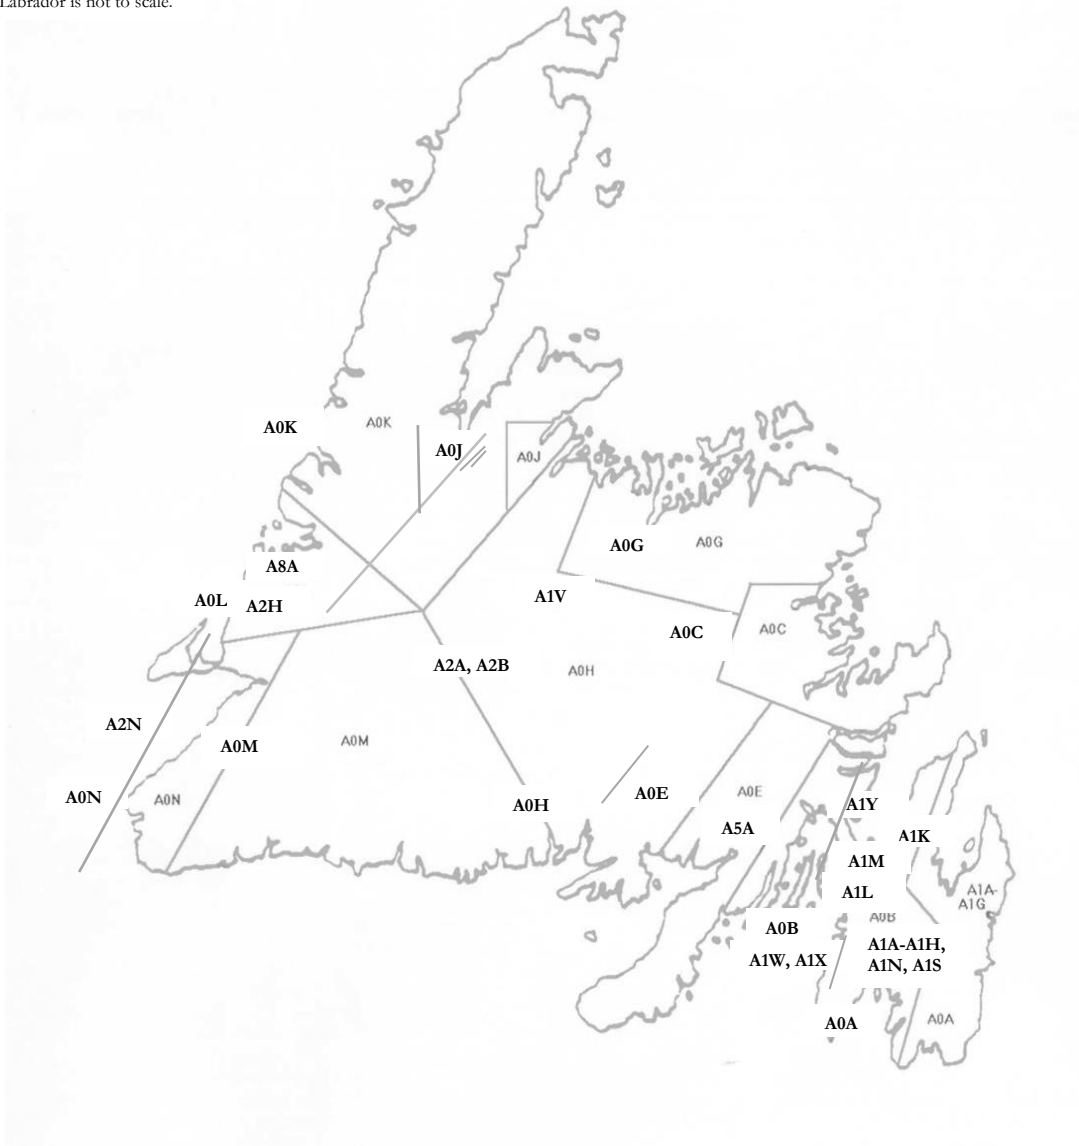 Labrador is not to scale.
A0K
A0K
A0J
A0J
A0G
A0G
A8A
A1V
A0L
A2H
A0C
A0C
A2A, A2B
A0H
A2N
A0M
A0M
A0N
A0N
A0H
A0E
A0E
A5A
A1Y
A1K
A1M
A1L
A1A-
A1G
A0B
A0B
A1A-A1H,
A1N, A1S
A1W, A1X
A0A
A0A